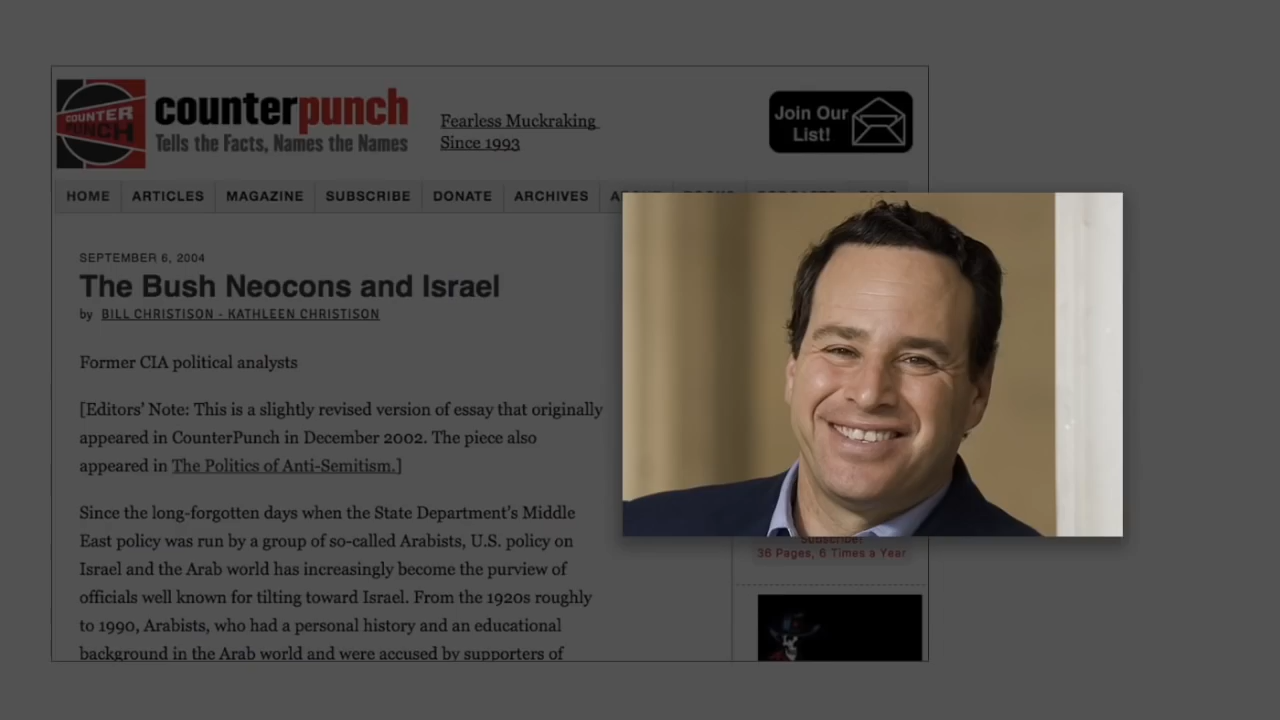 COUNTER PUNCH
counterpunch
Tells the Facts, Names the Names
Fearless Muckraking
Since 1993
Join Our
List!
HOME ARTICLES MAGAZINE SUBSCRIBE DONATE ARCHIVES
SEPTEMBER 6, 2004
The Bush Neocons and Israel
by BILL CHRISTISON - KATHLEEN CHRISTISON
Former CIA political analysts
[Editors’ Note: This is a slightly revised version of essay that originally
appeared in CounterPunch in December 2002. The piece also
appeared in The Politics of Anti-Semitism.]
Since the long-forgotten days when the State Department’s Middle
East policy was run by a group of so-called Arabists, U.S. policy on
Israel and the Arab world has increasingly become the purview of
officials well known for tilting toward Israel. From the 1920s roughly
to 1990, Arabists, who had a personal history and an educational
background in the Arab world and were accused by supporters of
Subscribe!
36 Pages, 6 Times a Year